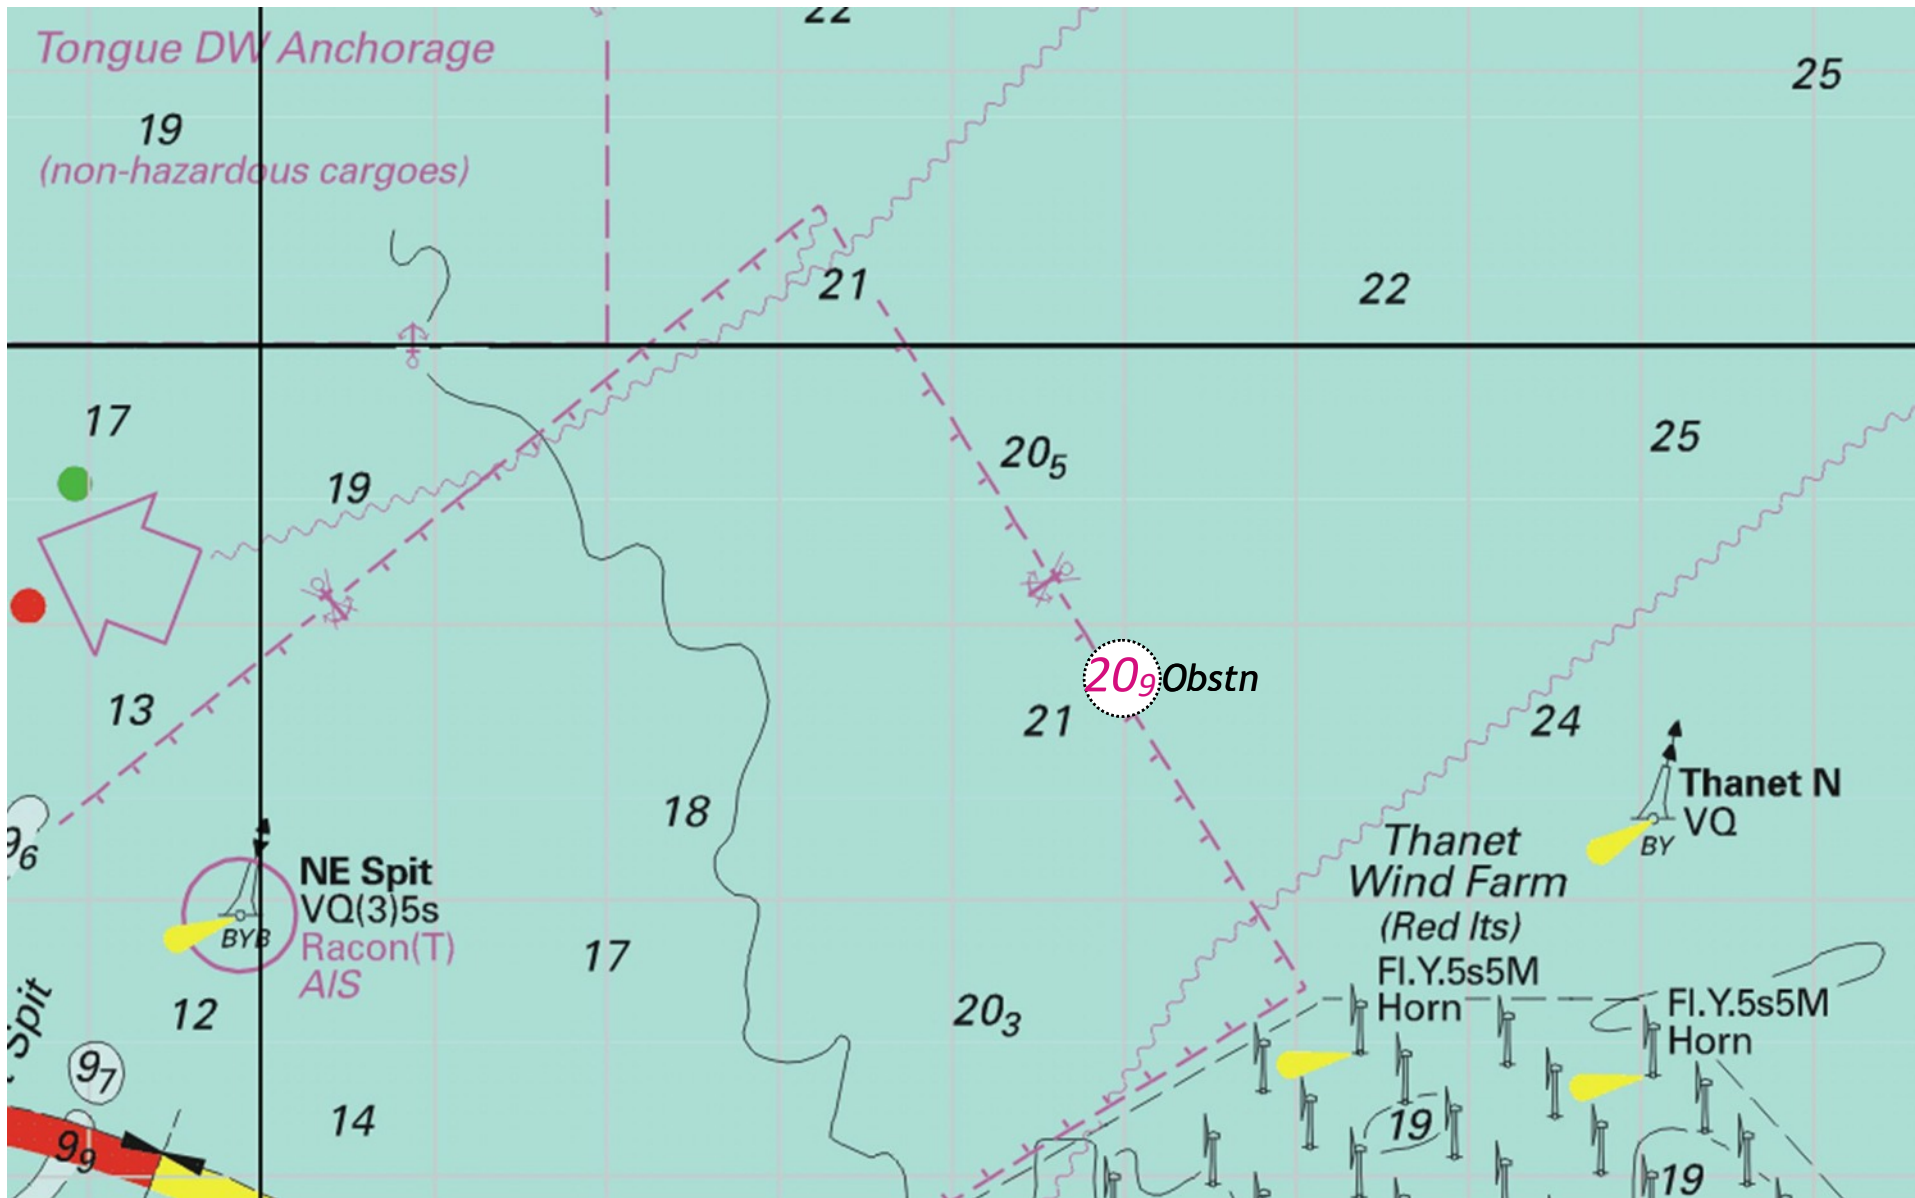 22
Tongue DW Anchorage
25
19
(non-hazardous cargoes)
21
22
17
20₅
25
19
20₉ Obstn
13
21
24
Thanet N
VQ
BY
18
Thanet
Wind Farm
(Red lts)
Fl.Y.5s5M
Horn
9₆
NE Spit
VQ(3)5s
Racon(T)
AIS
BYB
17
20₃
Fl.Y.5s5M
Horn
12
Spit
9₇
14
19
9₉
19